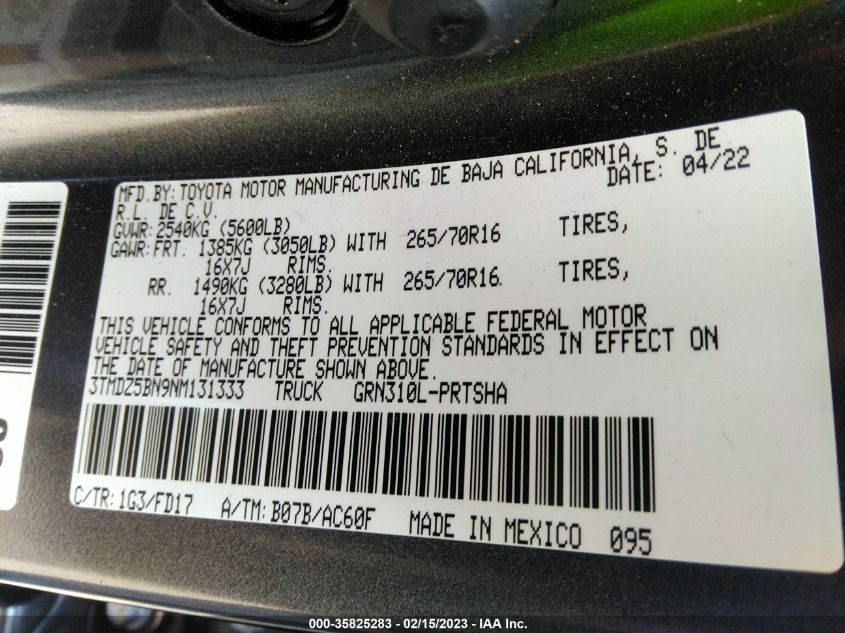 MFD.BY: TOYOTA MOTOR MANUFACTURING DE BAJA CALIFORNIA, S. DE
R.L. DE C.V. DATE: 04/22
GVWR: 2540KG (5600LB)
GAWR: FRT. 1385KG (3050LB) WITH 265/70R16 TIRES,
16X7J RIMS.
RR. 1490KG (3280LB) WITH 265/70R16 TIRES,
16X7J RIMS.
THIS VEHICLE CONFORMS TO ALL APPLICABLE FEDERAL MOTOR
VEHICLE SAFETY AND THEFT PREVENTION STANDARDS IN EFFECT ON
THE DATE OF MANUFACTURE SHOWN ABOVE.
3TMDZ5BN9NM131333 TRUCK GRN310L-PRTSHA
C/TR: 1G3/FD17 A/TM: B07B/AC60F MADE IN MEXICO 095
000-35825283 - 02/15/2023 - IAA Inc.